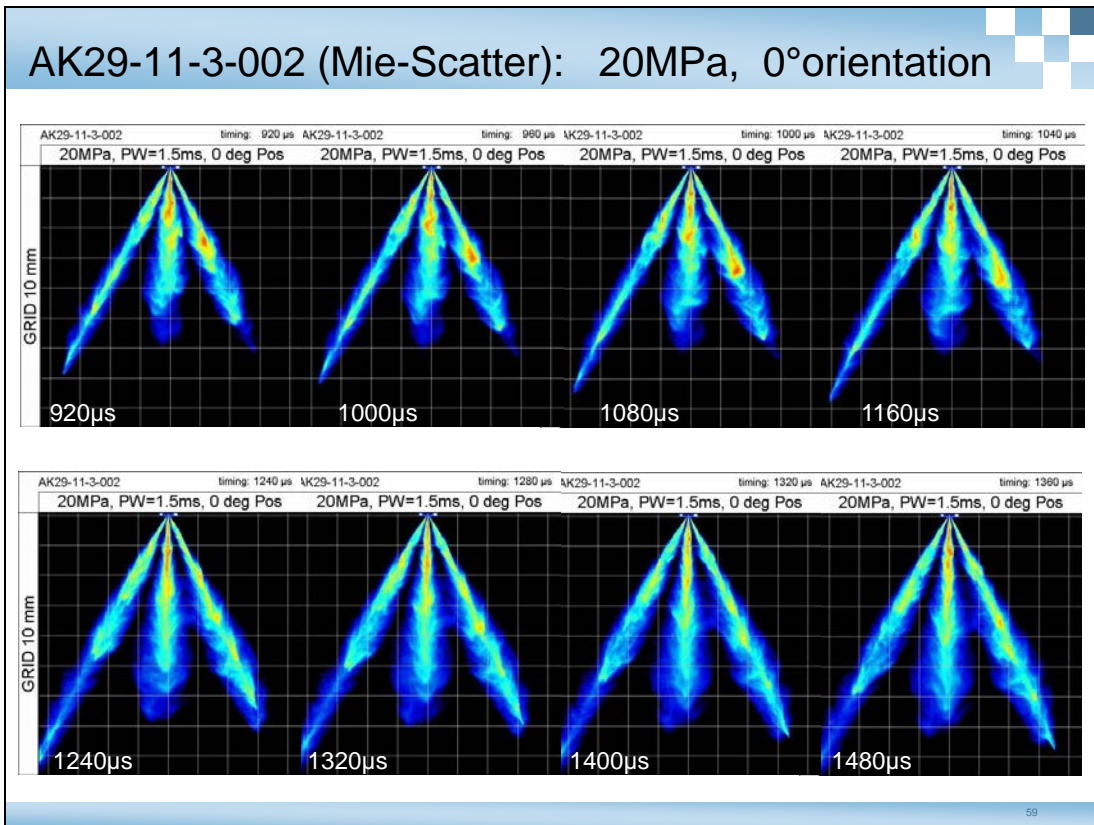 AK29-11-3-002 (Mie-Scatter): 20MPa, 0°orientation
AK29-11-3-002 timing: 920 µs AK29-11-3-002 timing: 960 µs AK29-11-3-002 timing: 1000 µs AK29-11-3-002 timing: 1040 µs
20MPa, PW=1.5ms, 0 deg Pos 20MPa, PW=1.5ms, 0 deg Pos 20MPa, PW=1.5ms, 0 deg Pos 20MPa, PW=1.5ms, 0 deg Pos
GRID 10 mm
920µs 1000µs 1080µs 1160µs
AK29-11-3-002 timing: 1240 µs AK29-11-3-002 timing: 1280 µs AK29-11-3-002 timing: 1320 µs AK29-11-3-002 timing: 1360 µs
20MPa, PW=1.5ms, 0 deg Pos 20MPa, PW=1.5ms, 0 deg Pos 20MPa, PW=1.5ms, 0 deg Pos 20MPa, PW=1.5ms, 0 deg Pos
GRID 10 mm
1240µs 1320µs 1400µs 1480µs
59